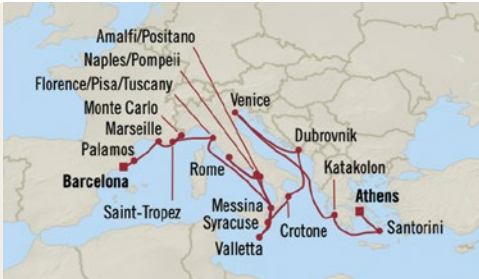 Amalfi/Positano
Naples/Pompeii
Florence/Pisa/Tuscany
Monte Carlo
Marseille
Palamos
Barcelona
Saint-Tropez
Rome
Venice
Dubrovnik
Katakolon
Athens
Santorini
Messina
Syracuse
Valletta
Crotone